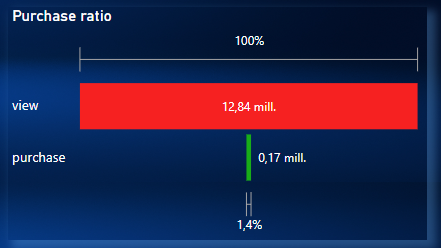 Purchase ratio
100%
view
12,84 mill.
purchase
0,17 mill.
1,4%